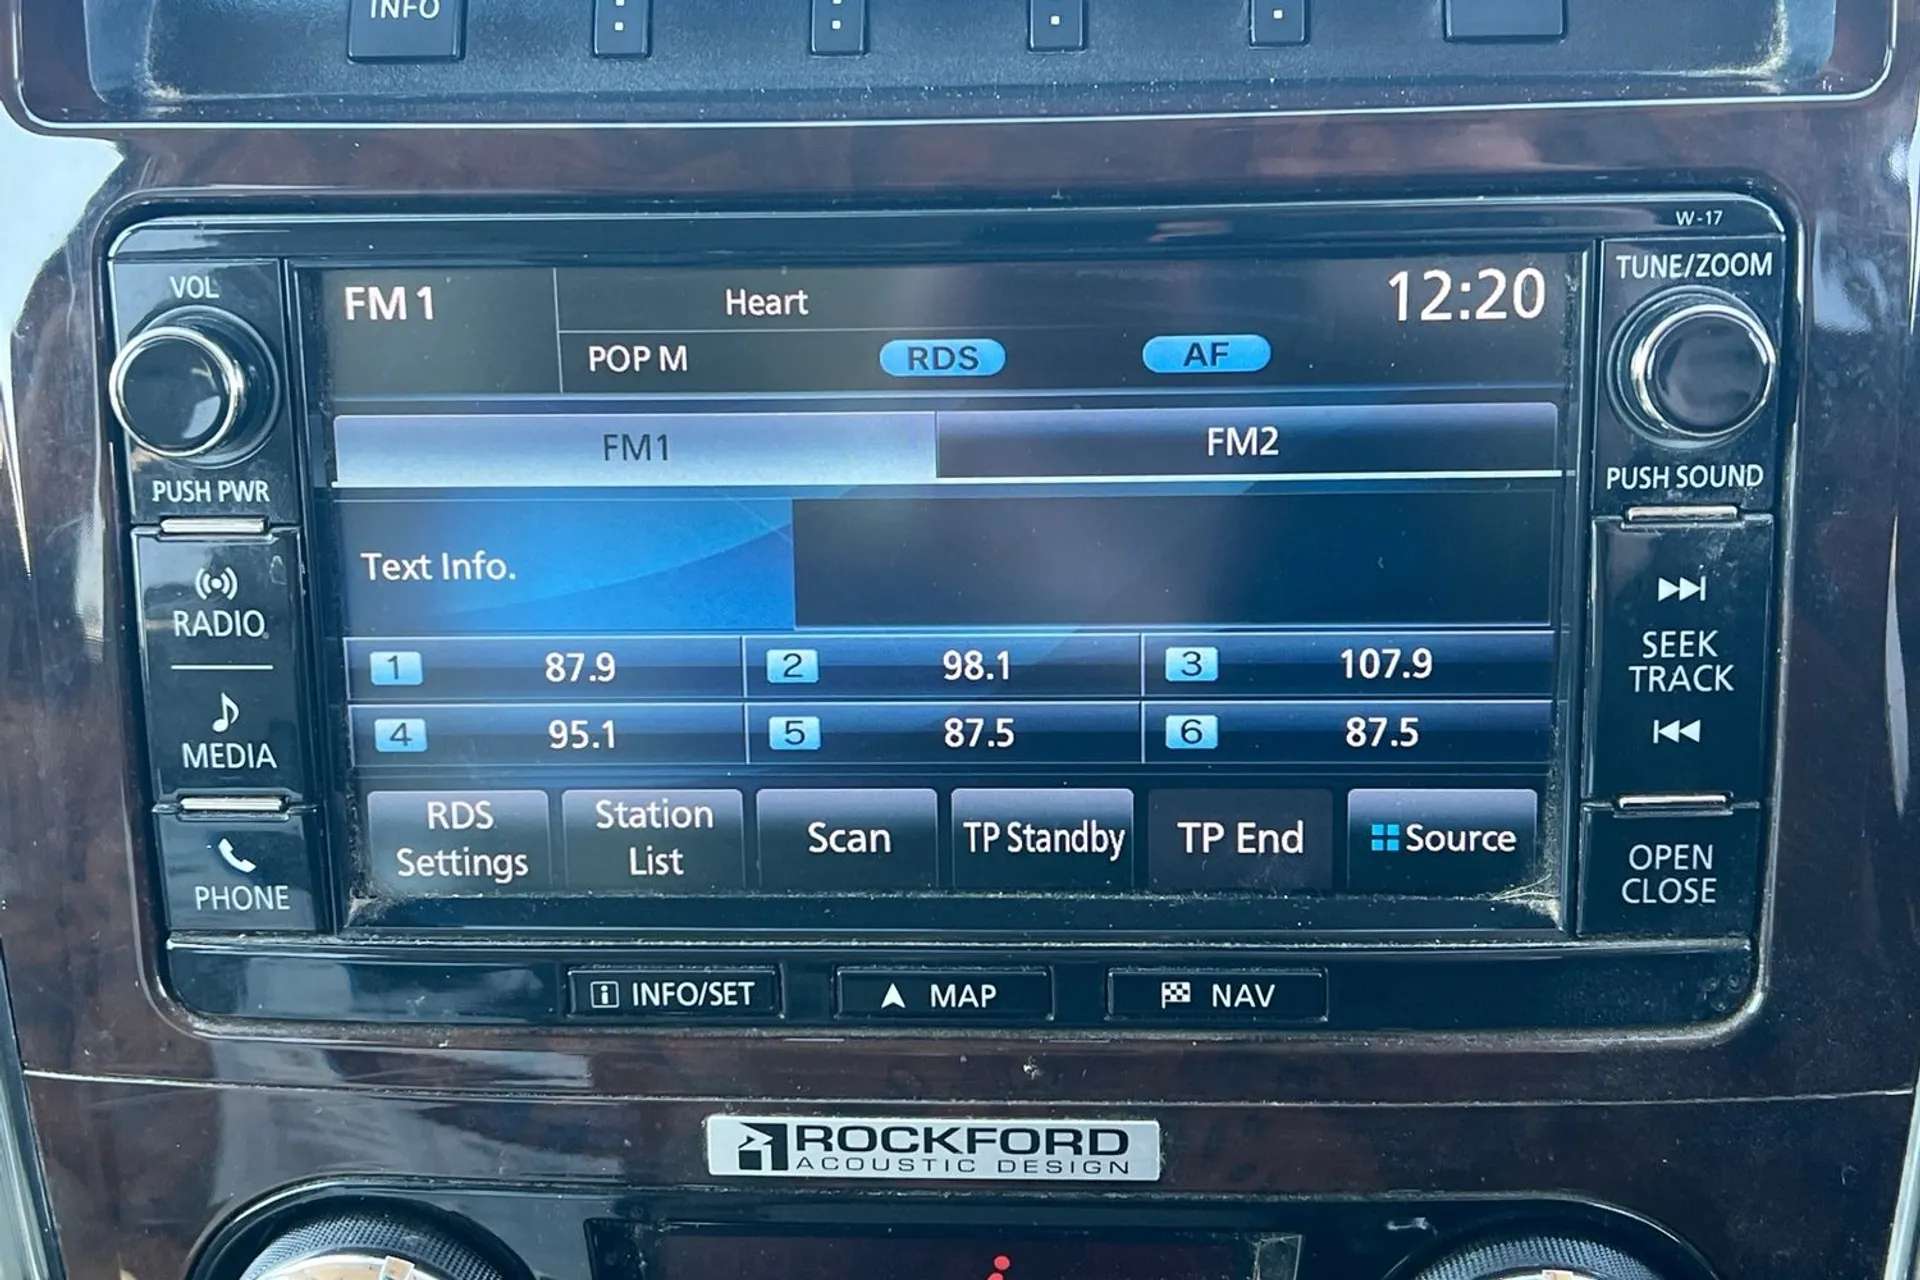 INFO
W-17
VOL
TUNE/ZOOM
FM 1
Heart
12:20
POP M
RDS
AF
FM1
FM2
PUSH PWR
PUSH SOUND
Text Info.
RADIO
SEEK
TRACK
1 87.9
2 98.1
3 107.9
4 95.1
5 87.5
6 87.5
MEDIA
RDS
Settings
Station
List
Scan
TP Standby
TP End
Source
PHONE
OPEN
CLOSE
INFO/SET
MAP
NAV
ROCKFORD
ACOUSTIC DESIGN